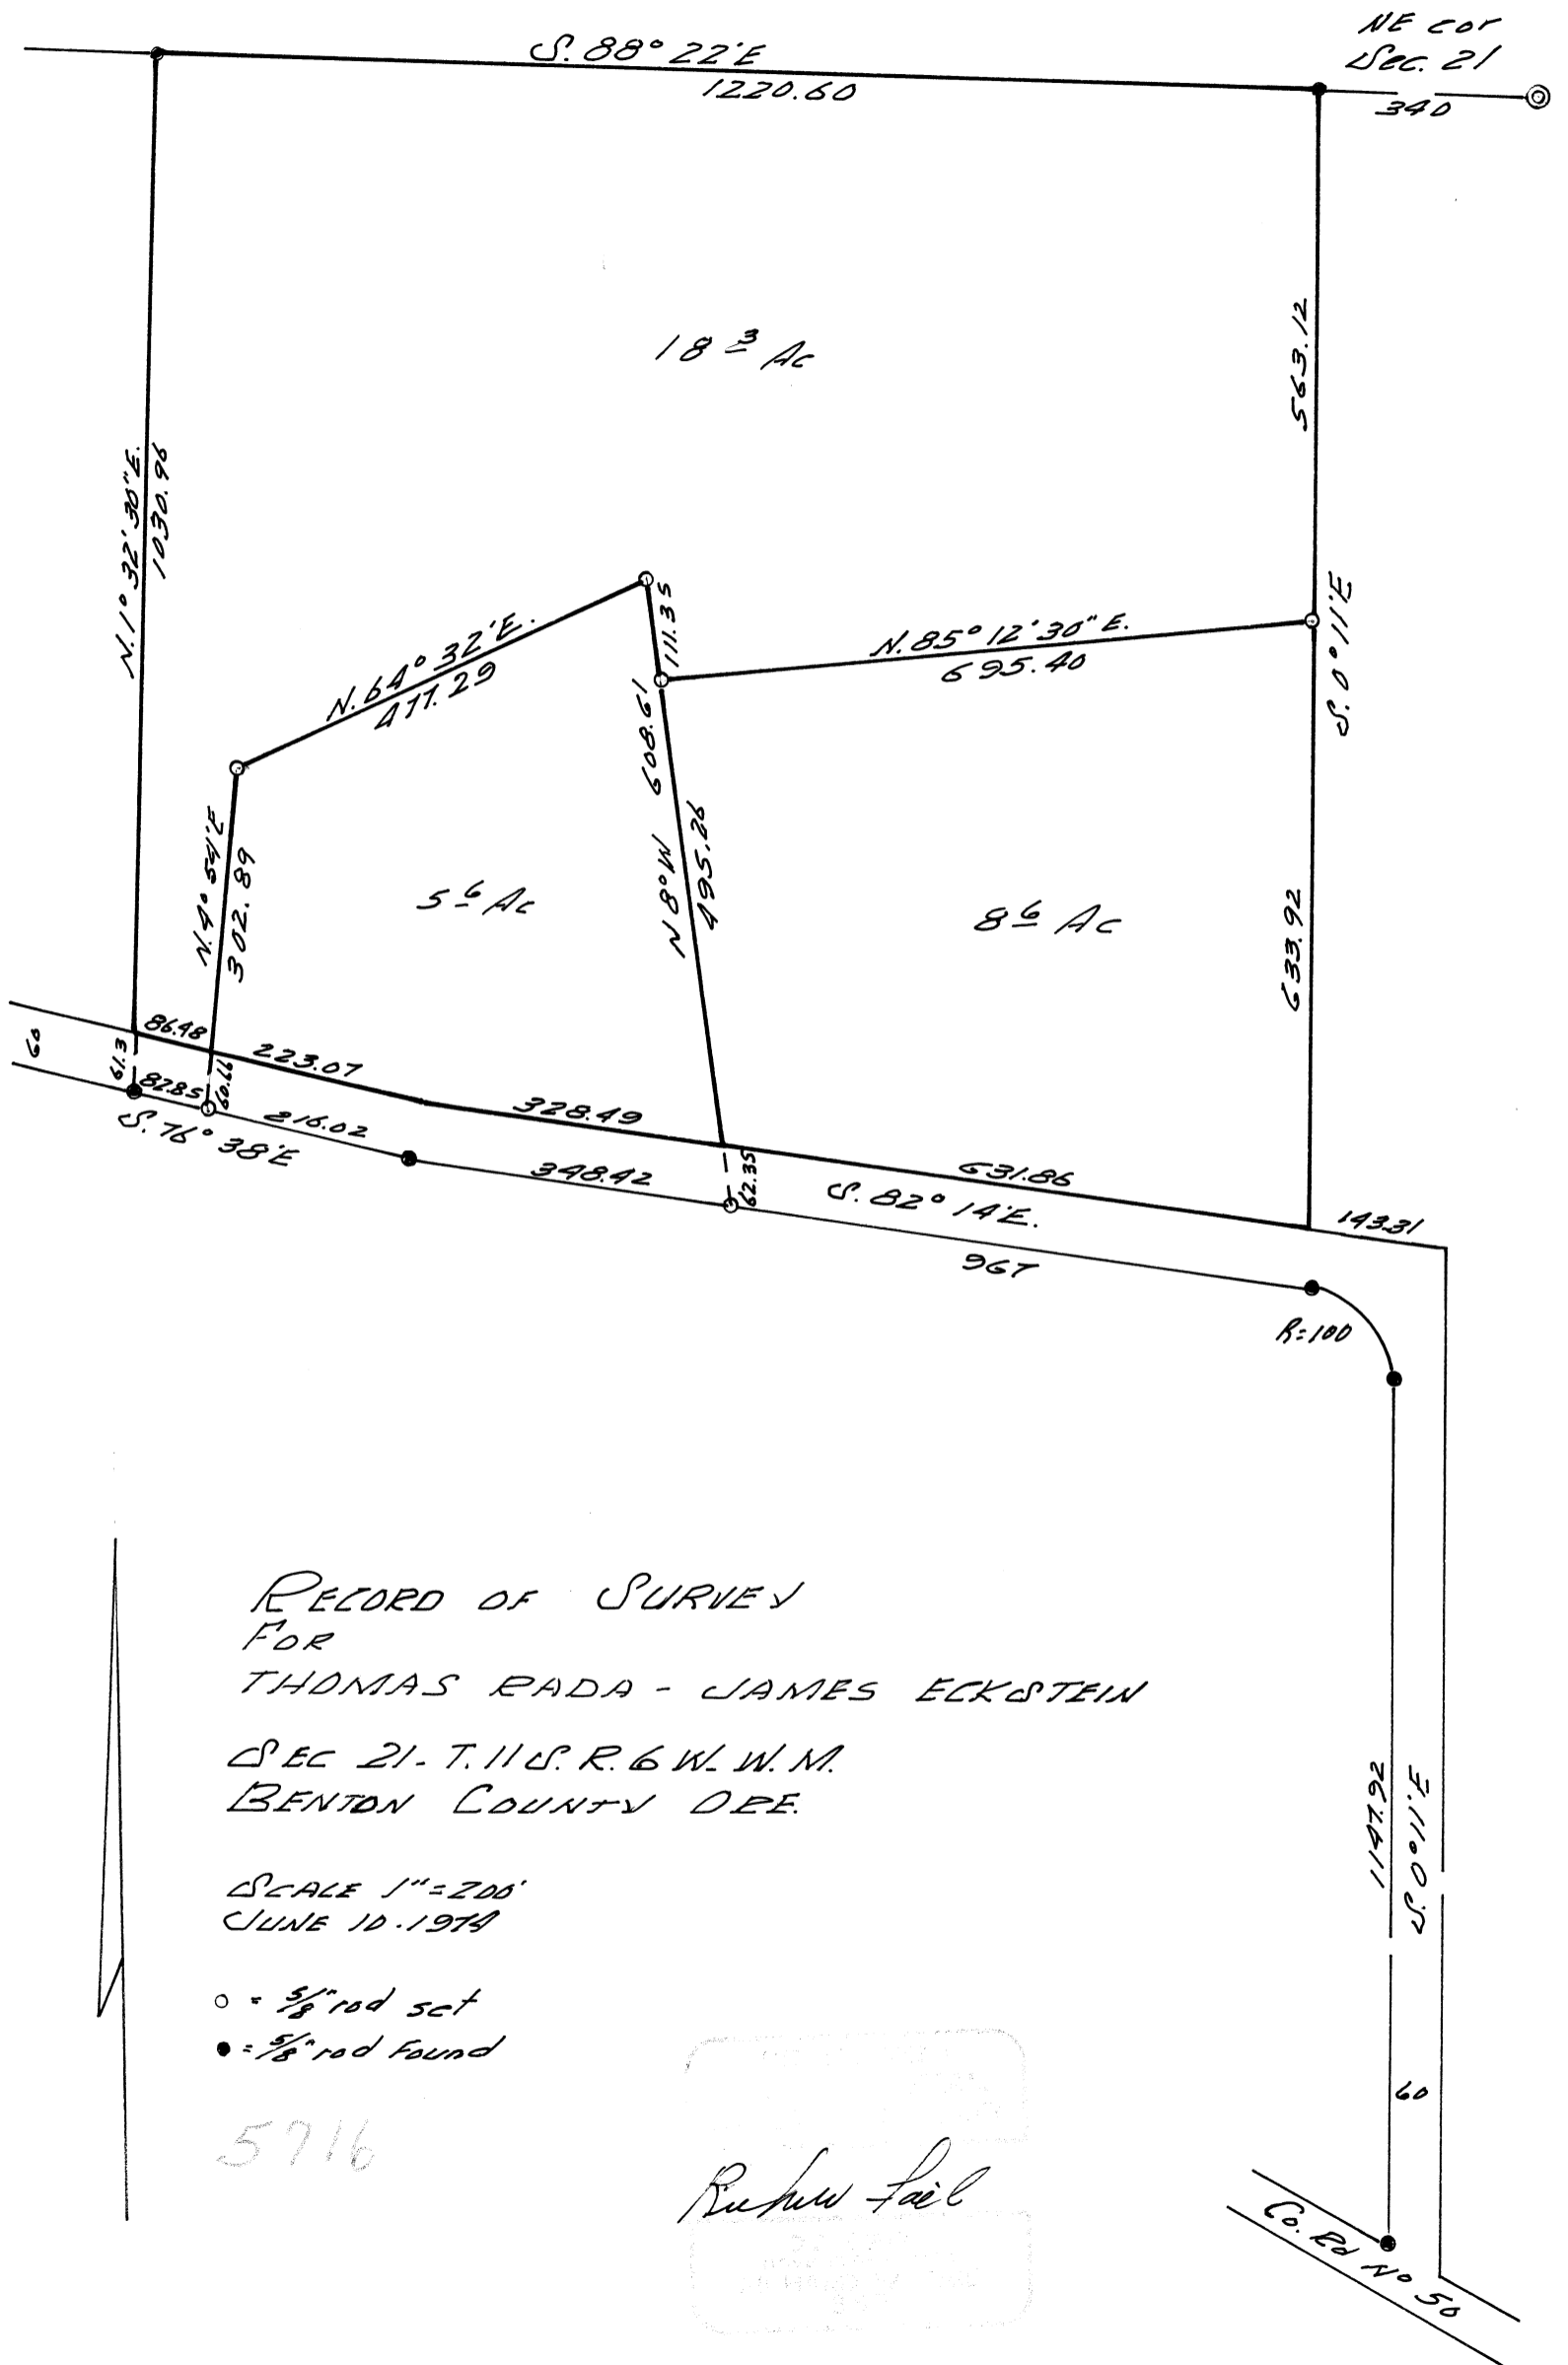 NE cor
Sec. 21
S. 88° 22' E
1220.60
340
18 3 Ac
563.12
N. 1° 32' 30" E.
1030.96
S. 0° 11' E
N. 64° 32' E.
477.29
111.35
N. 85° 12' 30" E.
695.40
608.61
N 8° W
495.26
N. 4° 54' E
302.89
5 6 Ac
8 6 Ac
633.92
60
61.3
86.48
82.85
60.66
223.07
216.02
S. 76° 38' E
328.49
348.42
62.35
631.86
S. 82° 14' E.
967
143.31
R=100
RECORD OF SURVEY
FOR
THOMAS RADA - JAMES ECKSTEIN
SEC 21. T. 11 S. R. 6 W. W. M.
BENTON COUNTY ORE.
SCALE 1" = 200'
JUNE 10. 1974
○ = 5/8" rod set
● = 5/8" rod Found
1147.92
S. 0° 11' E
60
5716
Co. Rd No 50